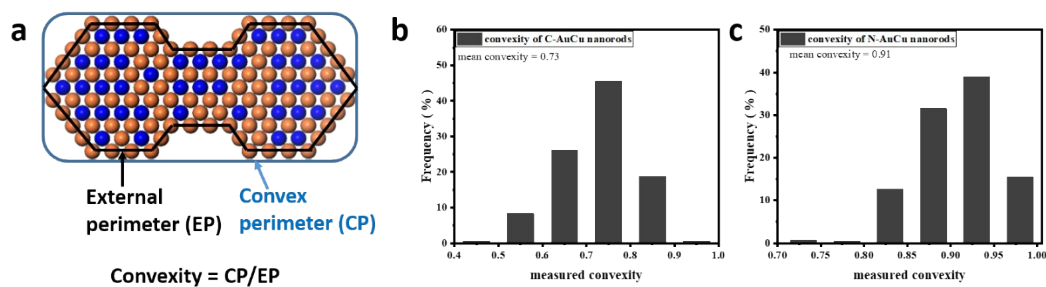 a
External
perimeter (EP)
Convex
perimeter (CP)
Convexity = CP/EP
b
convexity of C-AuCu nanorods
mean convexity = 0.73
Frequency ( % )
60
50
40
30
20
10
0
0.4 0.5 0.6 0.7 0.8 0.9 1.0
measured convexity
c
convexity of N-AuCu nanorods
mean convexity = 0.91
Frequency ( % )
50
40
30
20
10
0
0.70 0.75 0.80 0.85 0.90 0.95 1.00
measured convexity